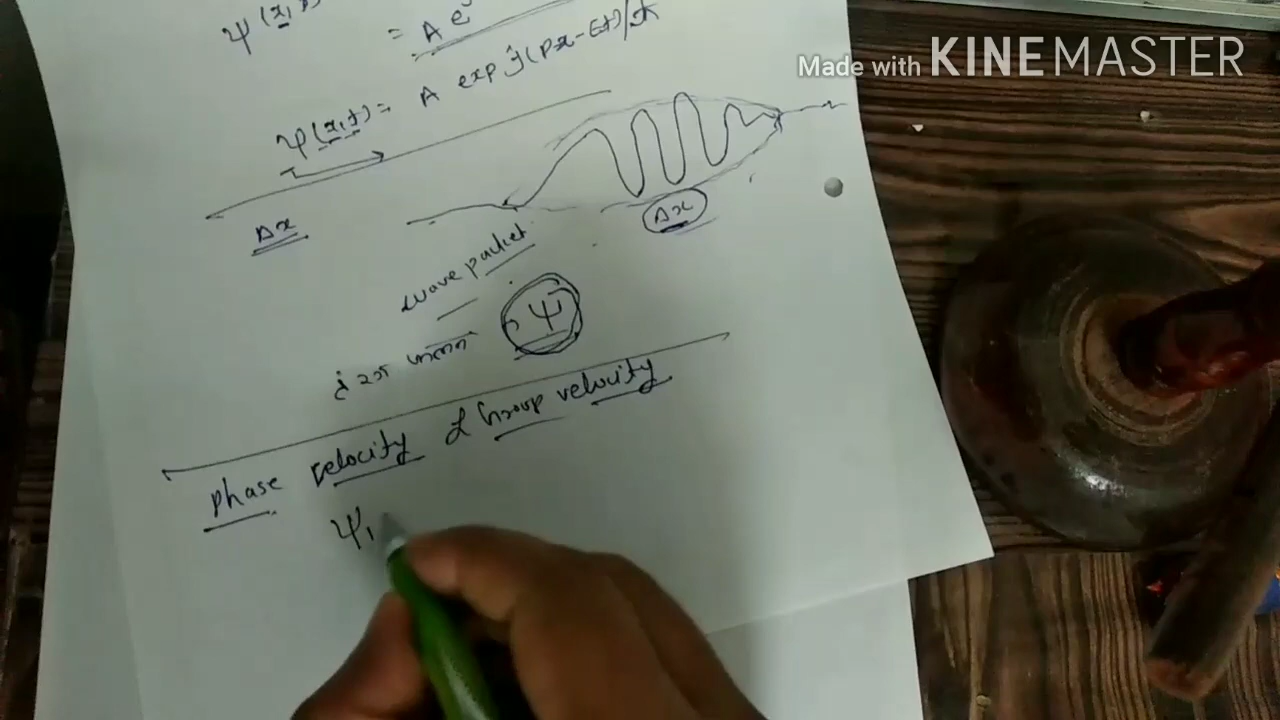 Made with KINEMASTER
ψ(x,t) = A e
ψ(x,t) = A exp j(Px-Et)/ℏ
Δx
Δx
wave packet
ψ
Phase velocity & Group velocity
ψ1